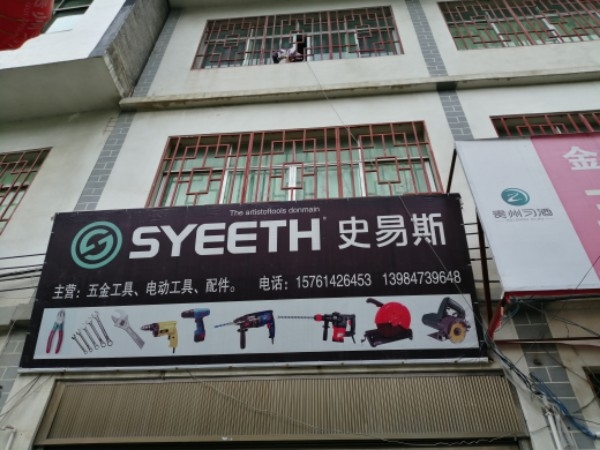 The artistoftools donmain
SYEETH 史易斯
主营：五金工具、电动工具、配件。 电话：15761426453 13984739648
贵州习酒
金